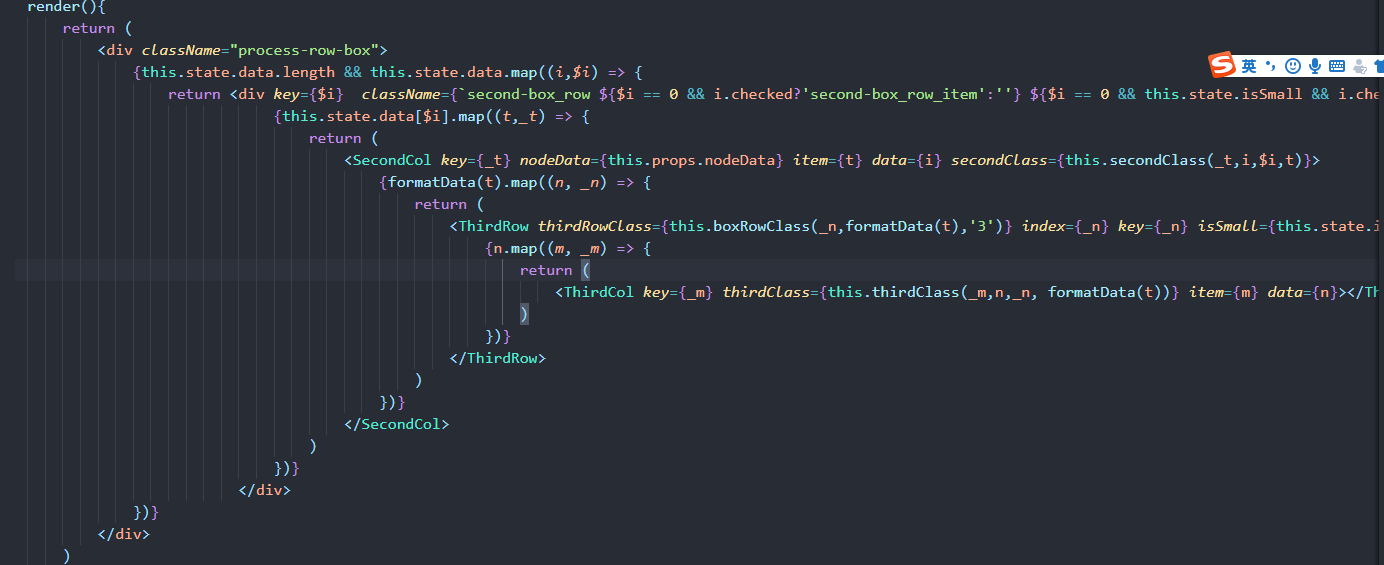 render(){
return (
<div className="process-row-box">
{this.state.data.length && this.state.data.map((i,$i) => {
return <div key={$i}  className={`second-box_row ${$i == 0 && i.checked?'second-box_row_item':''} ${$i == 0 && this.state.isSmall && i.che
{this.state.data[$i].map((t,_t) => {
return (
<SecondCol key={_t} nodeData={this.props.nodeData} item={t} data={i} secondClass={this.secondClass(_t,i,$i,t)}>
{formatData(t).map((n, _n) => {
return (
<ThirdRow thirdRowClass={this.boxRowClass(_n,formatData(t),'3')} index={_n} key={_n} isSmall={this.state.i
{n.map((m, _m) => {
return (
<ThirdCol key={_m} thirdClass={this.thirdClass(_m,n,_n, formatData(t))} item={m} data={n}></Th
)
})}
</ThirdRow>
)
})}
</SecondCol>
)
})}
</div>
})}
</div>
)
S 英